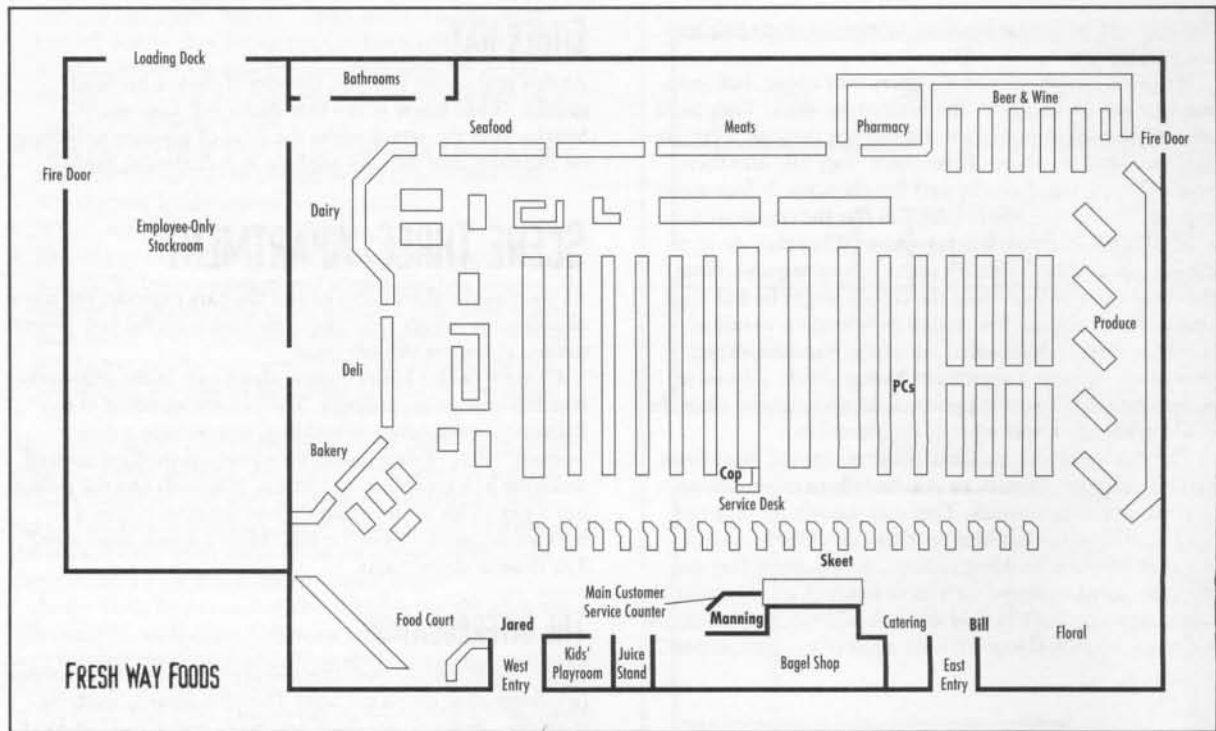 Loading Dock
Bathrooms
Beer & Wine
Seafood
Meats
Pharmacy
Fire Door
Fire Door
Dairy
Employee-Only
Stockroom
Produce
Deli
PCs
Bakery
Cop
Service Desk
Skeet
Main Customer
Service Counter
Food Court
Jared
Manning
Catering
Bill
Floral
Kids'
Playroom
Juice
Stand
Bagel Shop
West
Entry
East
Entry
FRESH WAY FOODS